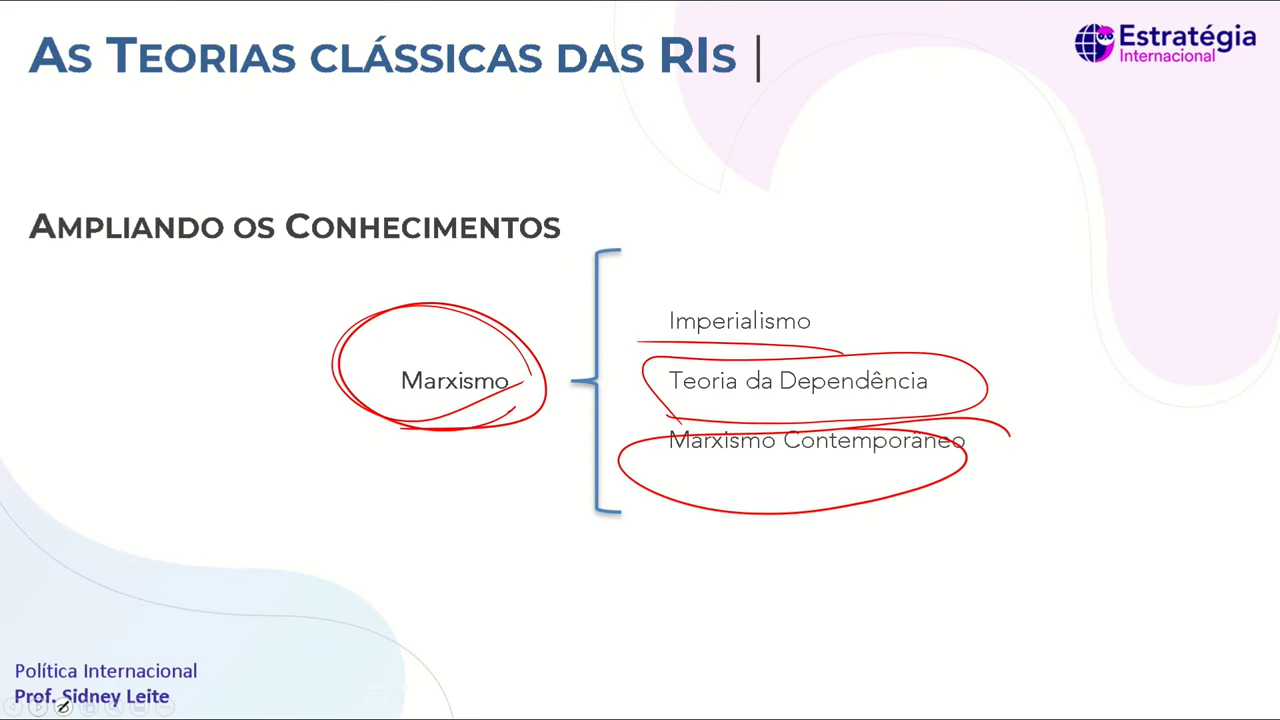 AS TEORIAS CLÁSSICAS DAS RIS |
Estratégia
Internacional
AMPLIANDO OS CONHECIMENTOS
Imperialismo
Marxismo
Teoria da Dependência
Marxismo Contemporâneo
Política Internacional
Prof. Sidney Leite